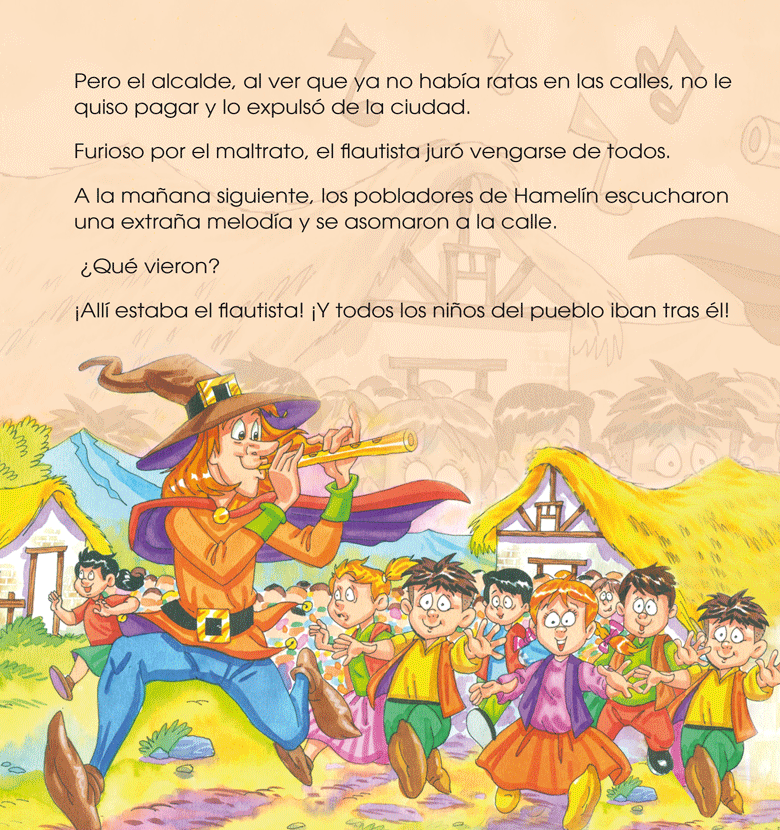 Pero el alcalde, al ver que ya no había ratas en las calles, no le
quiso pagar y lo expulsó de la ciudad.
Furioso por el maltrato, el flautista juró vengarse de todos.
A la mañana siguiente, los pobladores de Hamelín escucharon
una extraña melodía y se asomaron a la calle.
¿Qué vieron?
¡Allí estaba el flautista! ¡Y todos los niños del pueblo iban tras él!